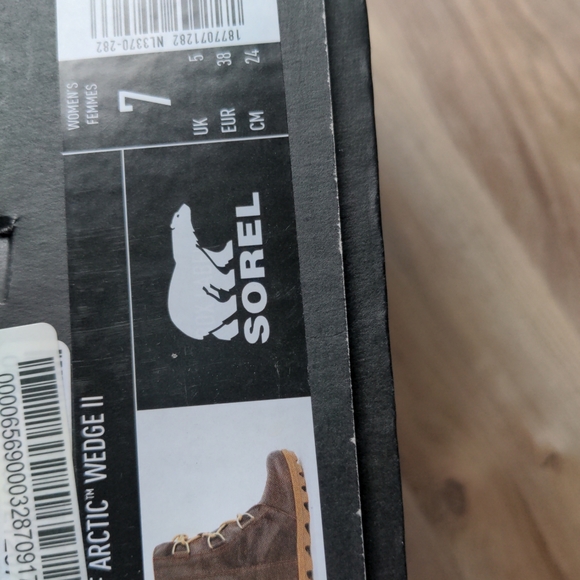 1877071282 NL3370-282
WOMEN'S
FEMMES
7
UK 5
EUR 38
CM 24
SOREL
ARCTIC™ WEDGE II